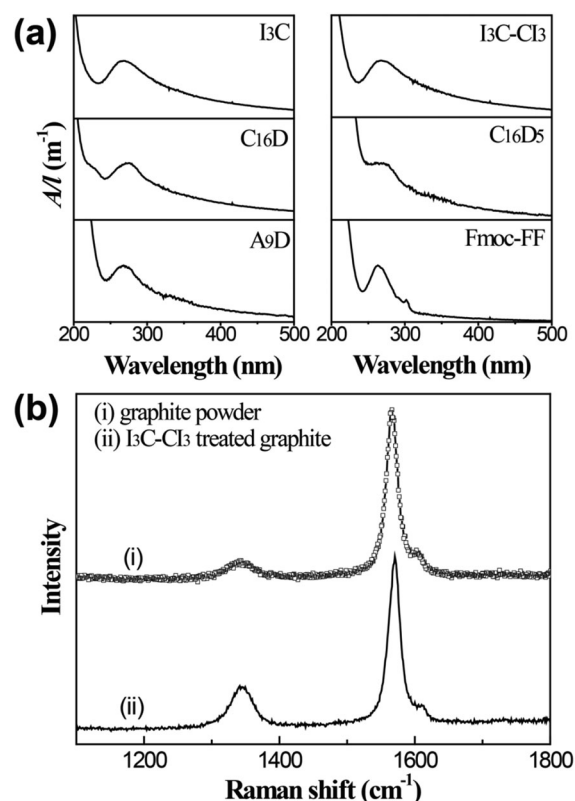 (a)
I₃C
I₃C-CI₃
C₁₆D
C₁₆D₅
A₉D
Fmoc-FF
A/l (m⁻¹)
200 300 400 500
200 300 400 500
Wavelength (nm)
Wavelength (nm)
(b)
(i) graphite powder
(ii) I₃C-CI₃ treated graphite
(i)
(ii)
Intensity
1200 1400 1600 1800
Raman shift (cm⁻¹)